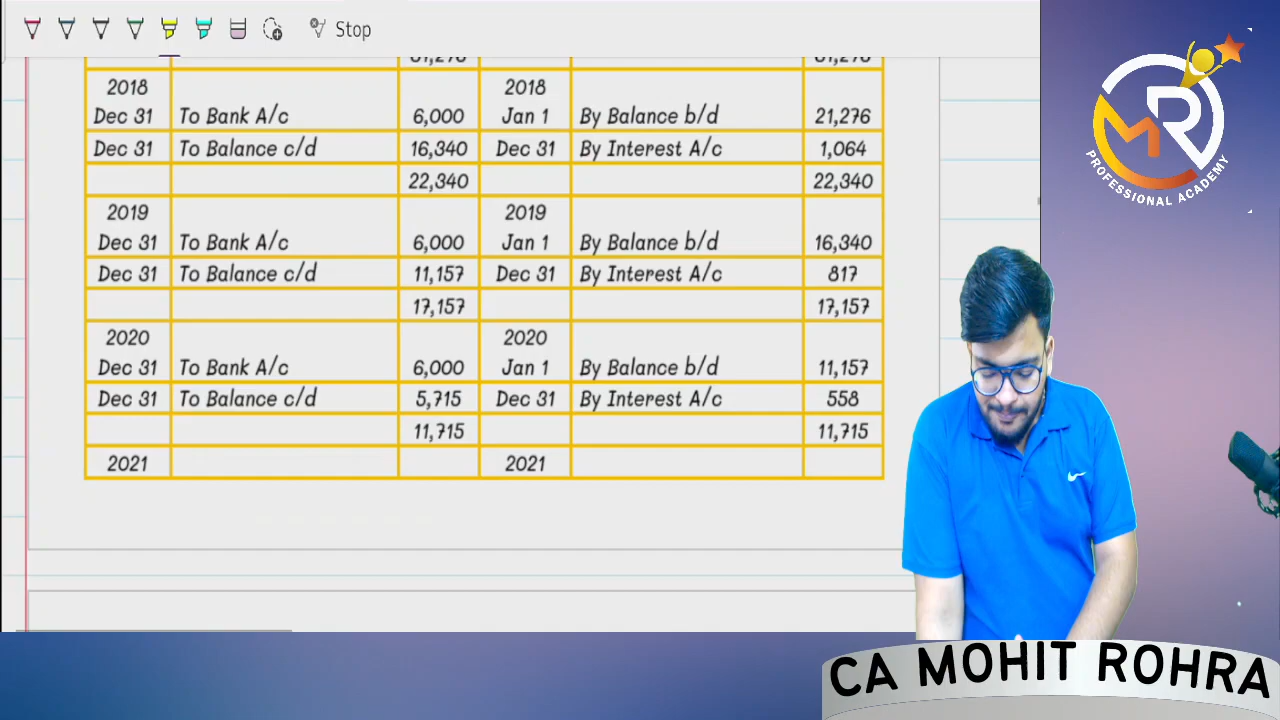 Stop
81,276 81,276
2018 2018
Dec 31 To Bank A/c 6,000 Jan 1 By Balance b/d 21,276
Dec 31 To Balance c/d 16,340 Dec 31 By Interest A/c 1,064
22,340 22,340
2019 2019
Dec 31 To Bank A/c 6,000 Jan 1 By Balance b/d 16,340
Dec 31 To Balance c/d 11,157 Dec 31 By Interest A/c 817
17,157 17,157
2020 2020
Dec 31 To Bank A/c 6,000 Jan 1 By Balance b/d 11,157
Dec 31 To Balance c/d 5,715 Dec 31 By Interest A/c 558
11,715 11,715
2021 2021
MR
PROFESSIONAL ACADEMY
CA MOHIT ROHRA